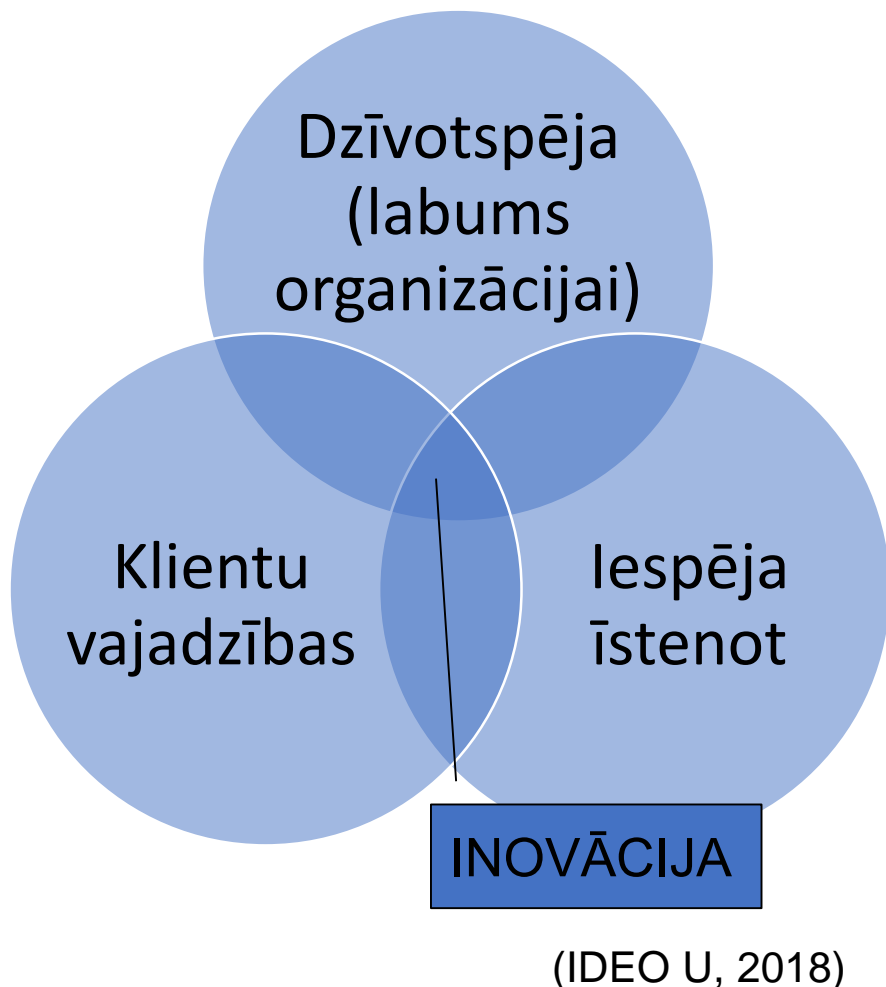 Dzīvotspēja
(labums
organizācijai)
Klientu
vajadzības
Iespēja
īstenot
INOVĀCIJA
(IDEO U, 2018)